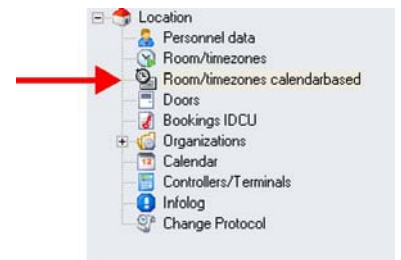 Location
Personnel data
Room/timezones
Room/timezones calendarbased
Doors
Bookings IDCU
Organizations
Calendar
Controllers/Terminals
Infolog
Change Protocol